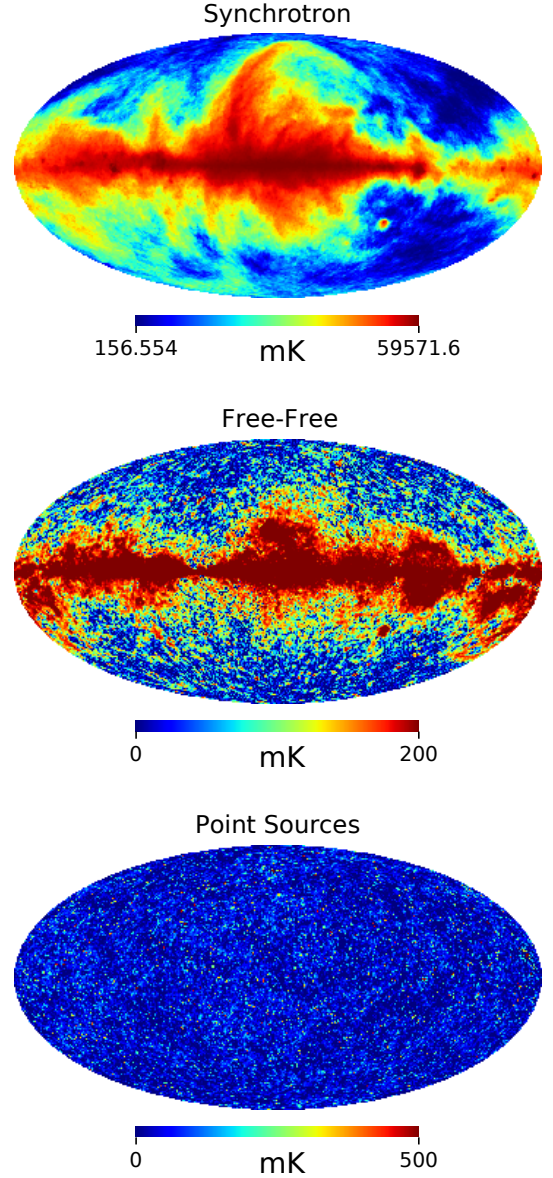 Synchrotron
156.554 mK 59571.6
Free-Free
0 mK 200
Point Sources
0 mK 500